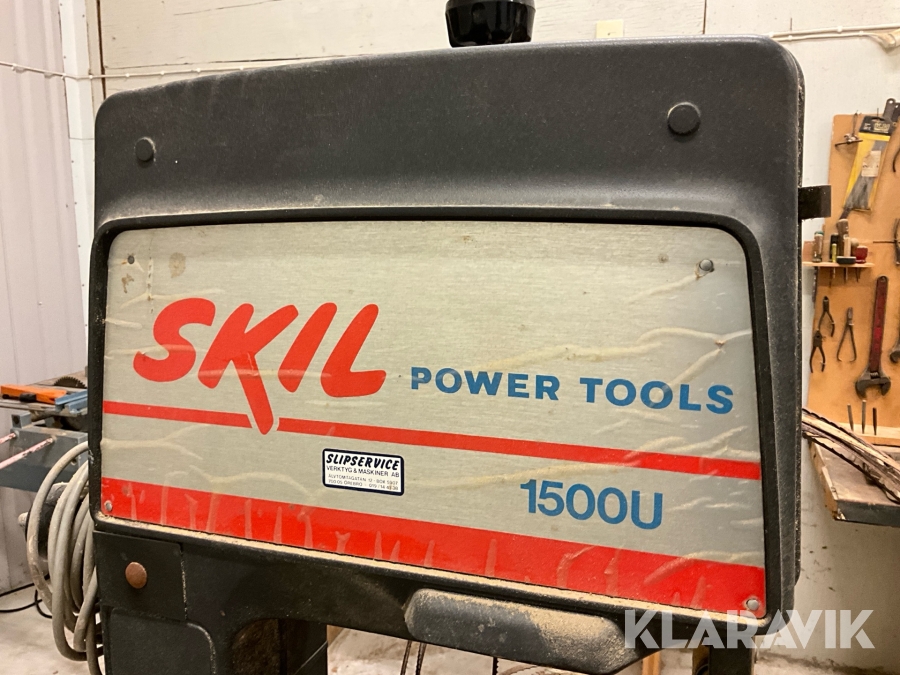 SKIL
POWER TOOLS
SLIPSERVICE
VERKTYG & MASKINER AB
1500U
KLARAVIK